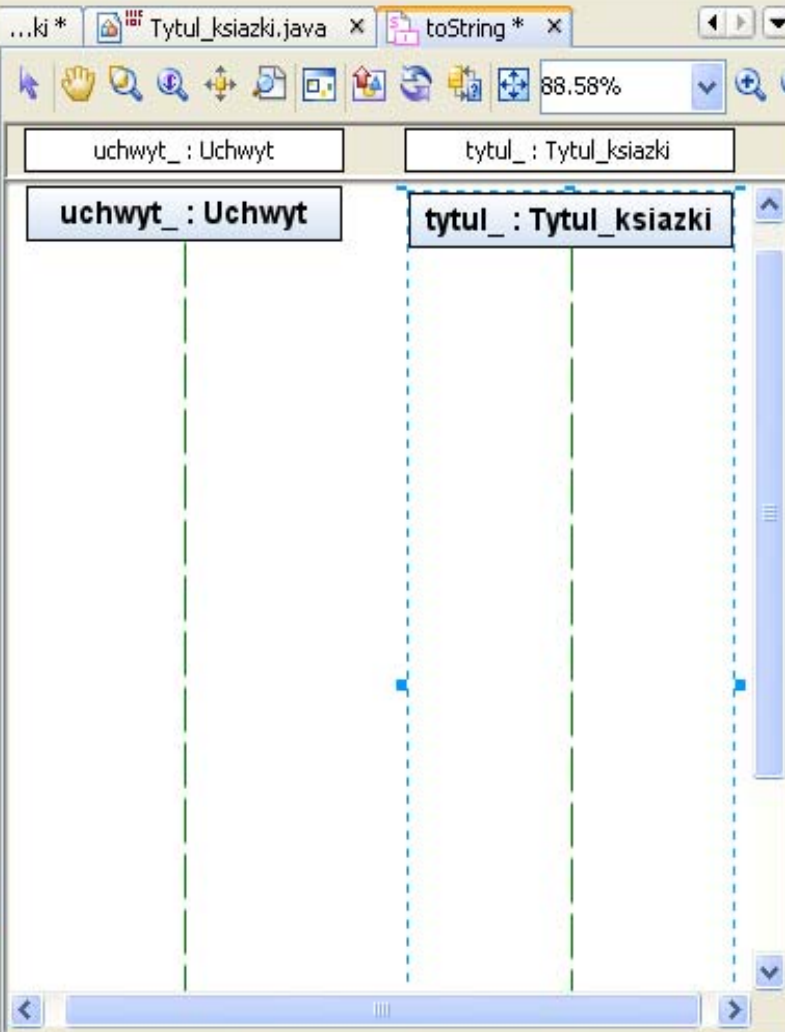 ...ki * Tytul_ksiazki.java toString *
88.58%
uchwyt_ : Uchwyt tytul_ : Tytul_ksiazki
uchwyt_ : Uchwyt tytul_ : Tytul_ksiazki